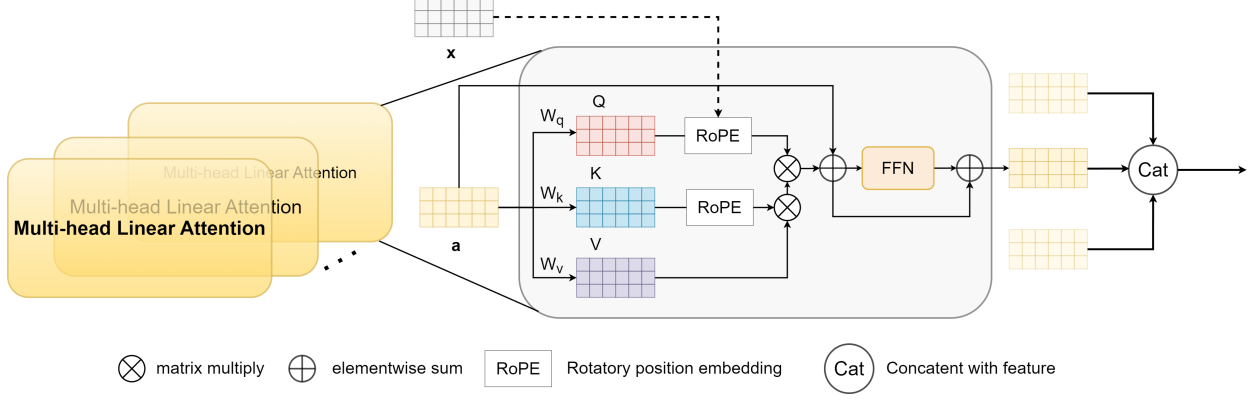 x
Multi-head Linear Attention
Multi-head Linear Attention
Multi-head Linear Attention
a
Wq
Q
RoPE
Wk
K
RoPE
Wv
V
FFN
Cat
matrix multiply
elementwise sum
RoPE
Rotatory position embedding
Cat
Concatent with feature